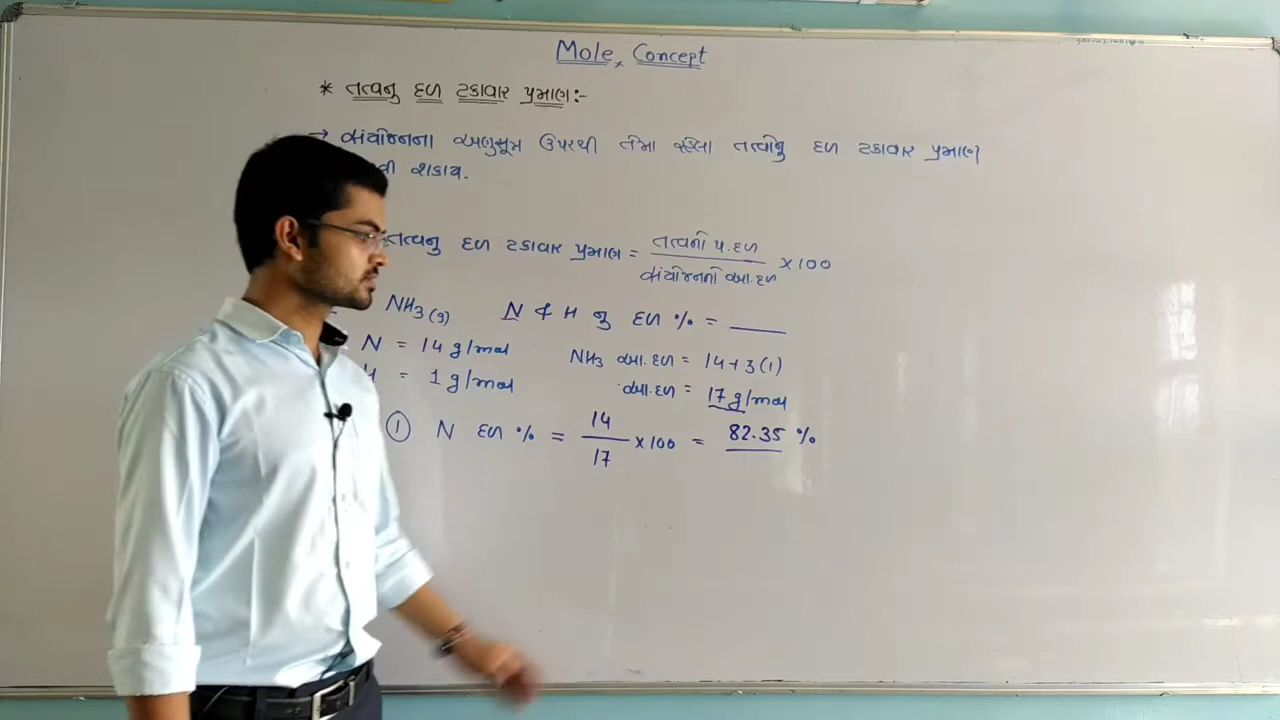 Mole Concept
* તત્વનુ દળ ટકાવાર પ્રમાણ:-
→ સંયોજનના અણુસૂત્ર ઉપરથી તેમા રહેલા તત્વોનુ દળ ટકાવાર પ્રમાણ
શકાય.
તત્વનુ દળ ટકાવાર પ્રમાણ = તત્વનો પ.દળ / સંયોજનનો આ.દળ × 100
NH3(g) N & H નુ દળ % = ____
N = 14 g/mol NH3 આ.દળ = 14+3(1)
H = 1 g/mol આ.દળ = 17 g/mol
① N દળ % = 14 / 17 × 100 = 82.35 %